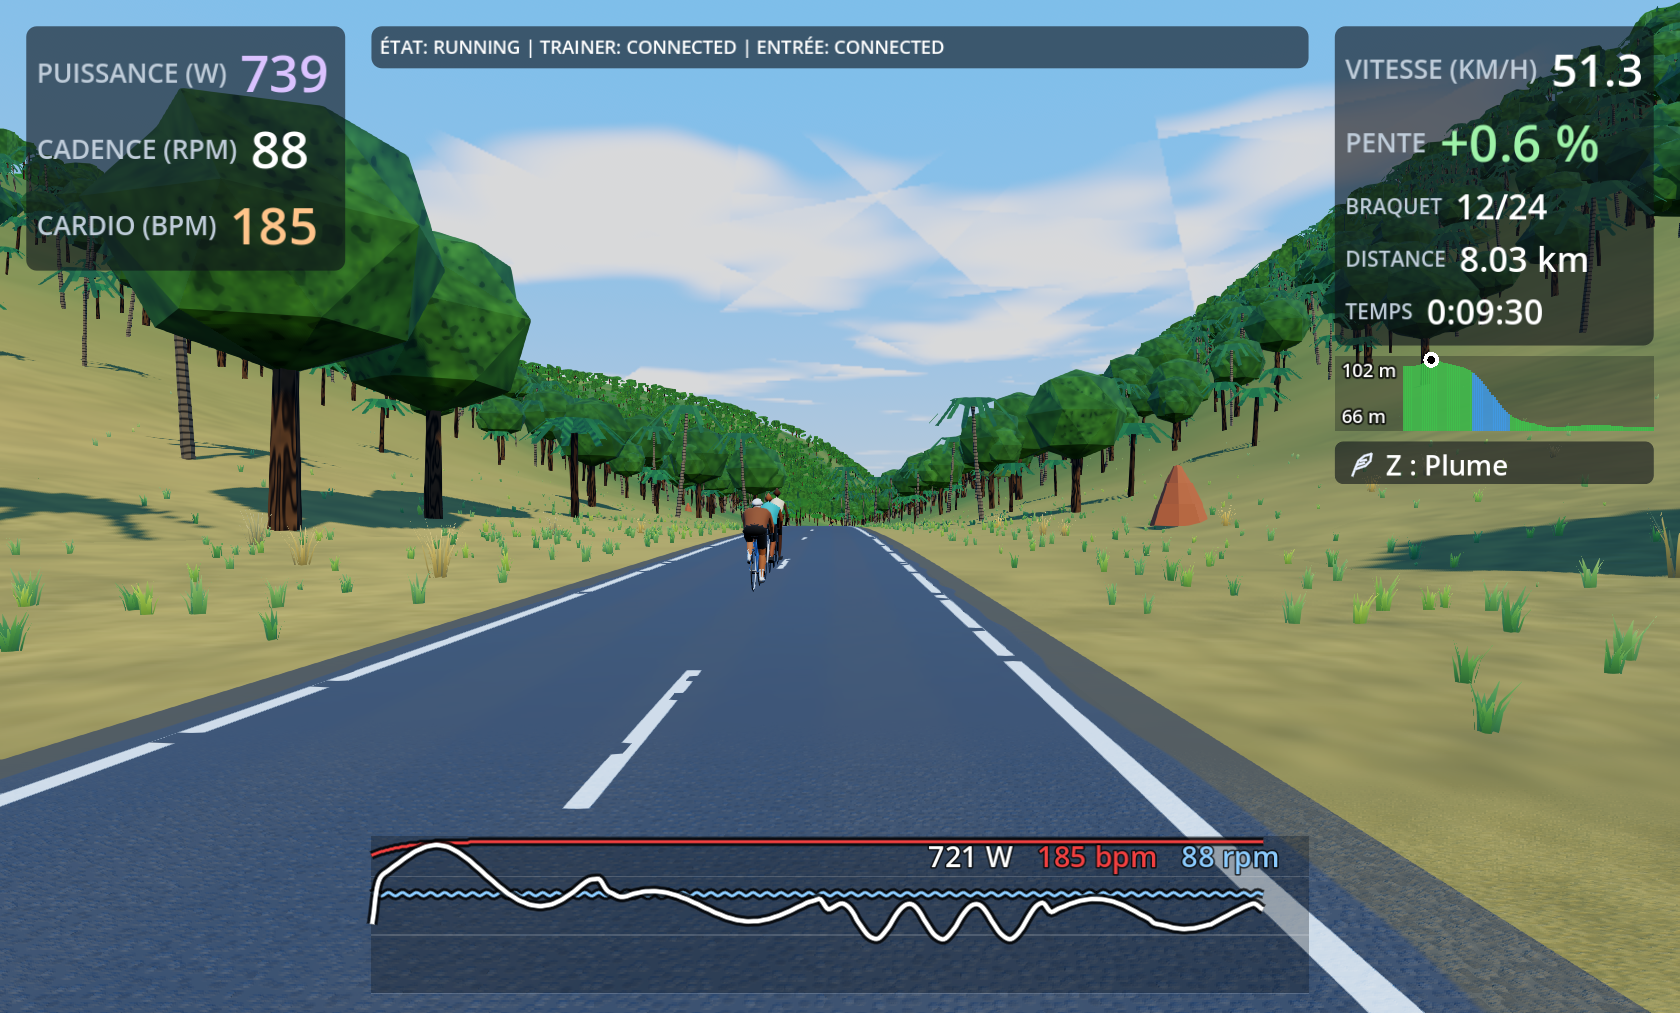 PUISSANCE (W) 739
CADENCE (RPM) 88
CARDIO (BPM) 185
ÉTAT: RUNNING | TRAINER: CONNECTED | ENTRÉE: CONNECTED
VITESSE (KM/H) 51.3
PENTE +0.6 %
BRAQUET 12/24
DISTANCE 8.03 km
TEMPS 0:09:30
102 m
66 m
Z : Plume
721 W 185 bpm 88 rpm